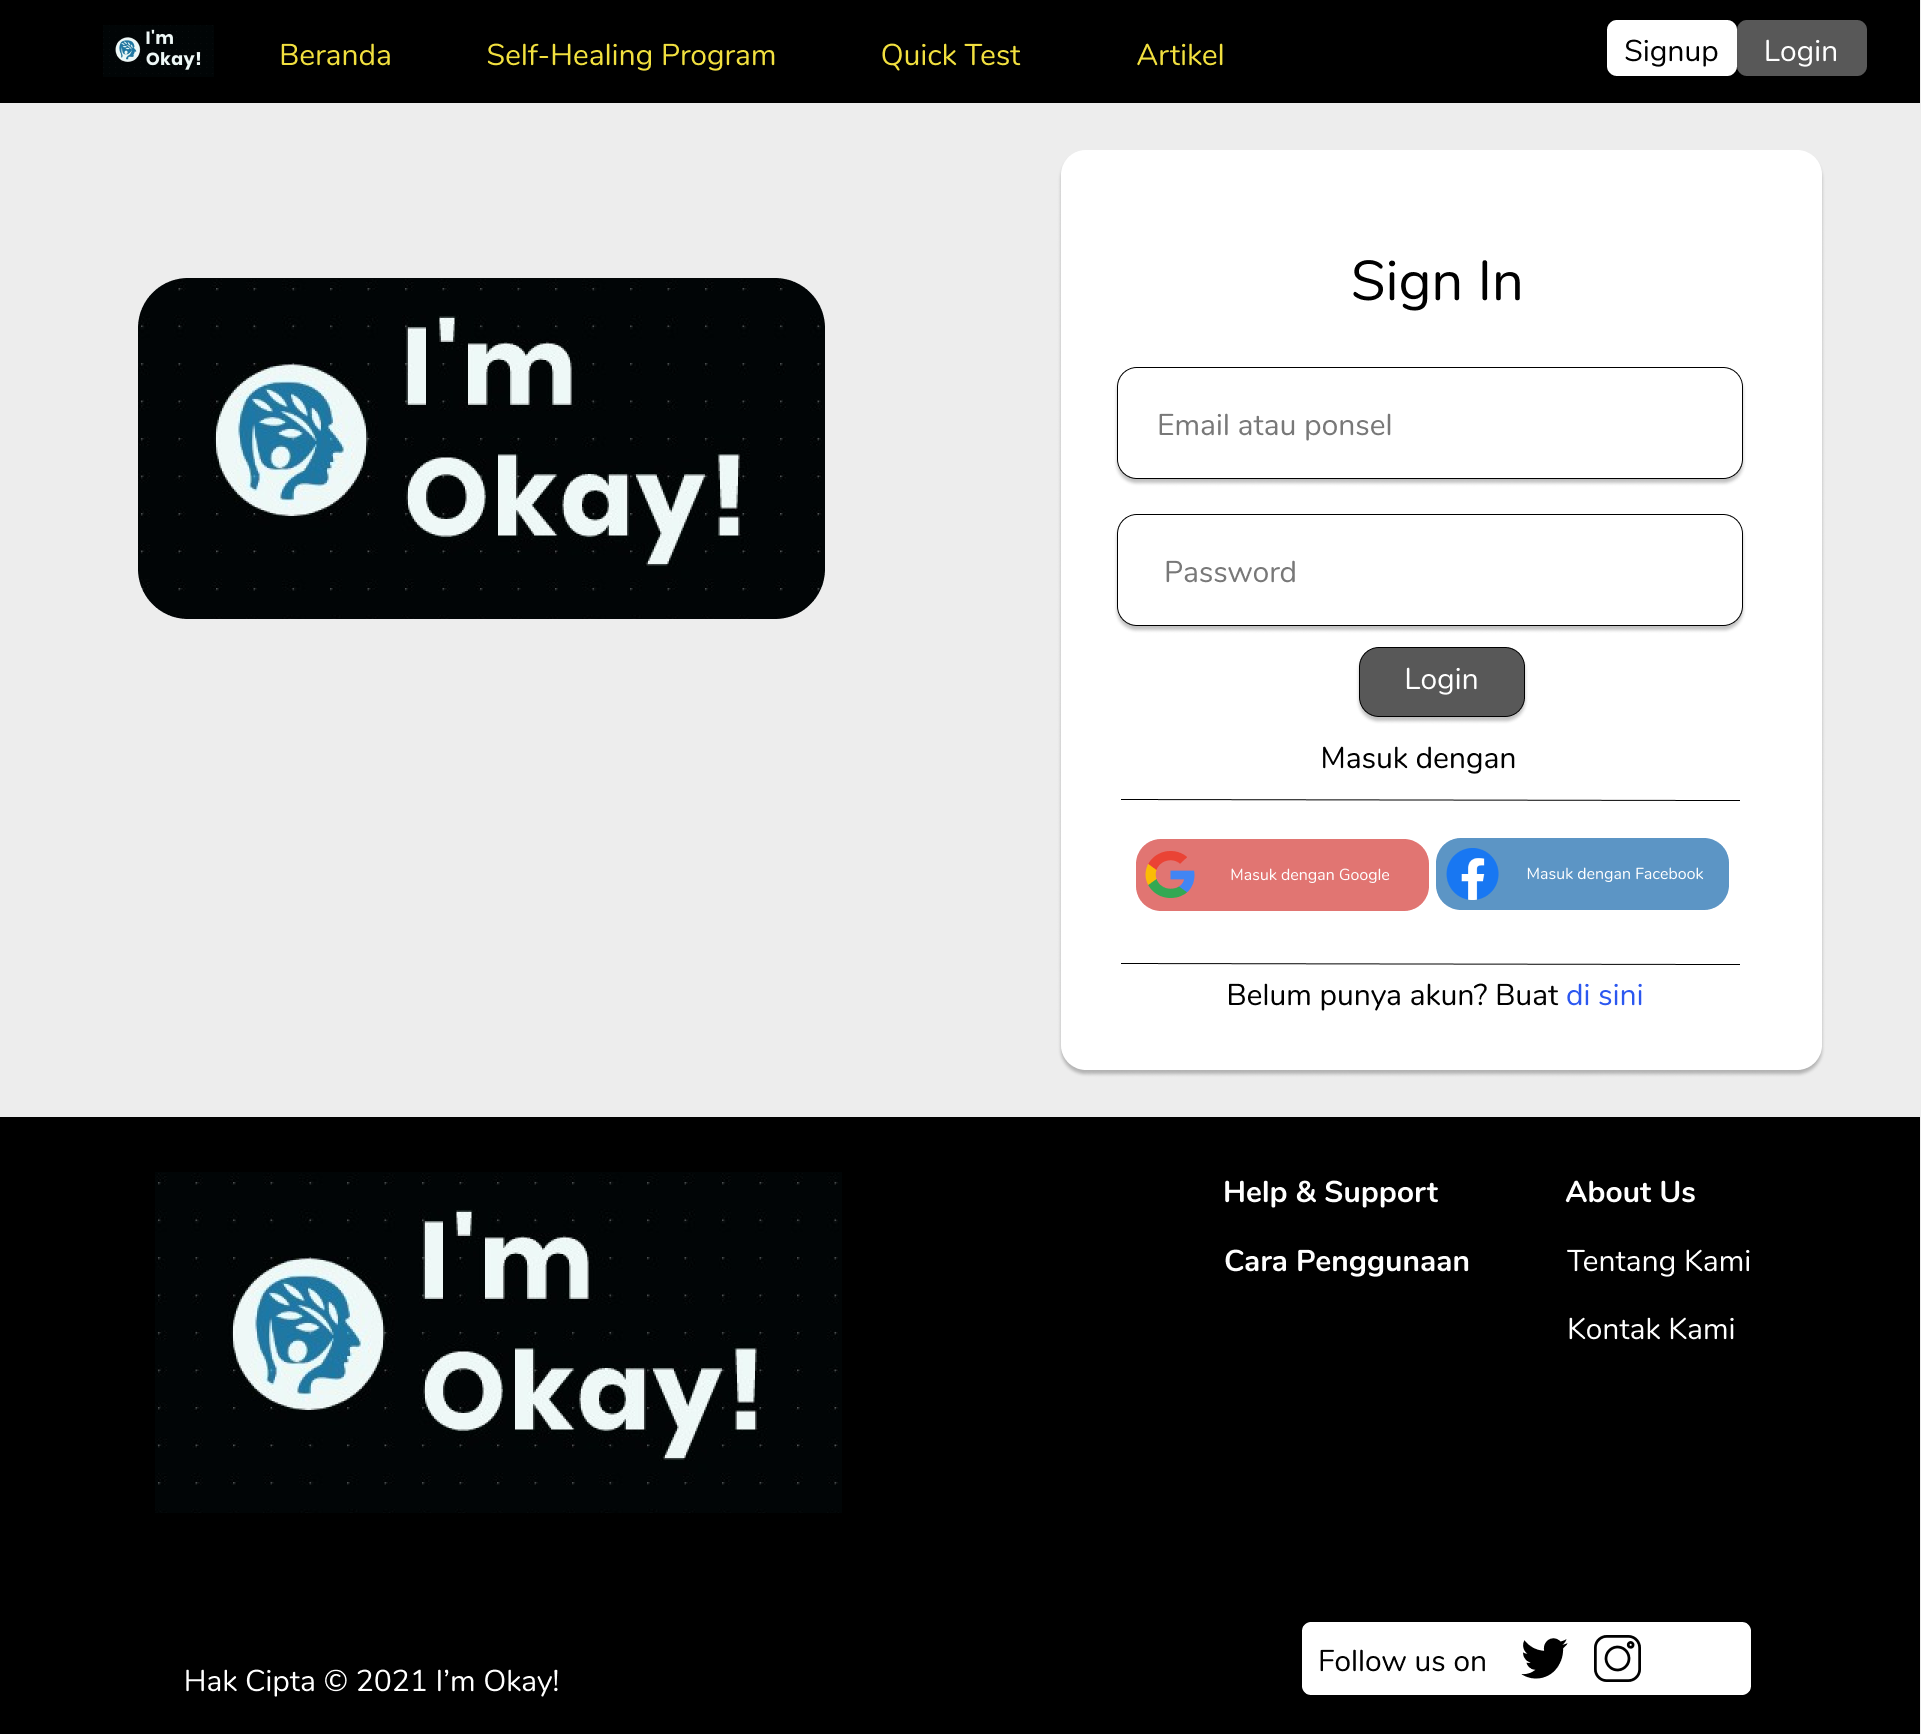 I'm
Okay!
Beranda
Self-Healing Program
Quick Test
Artikel
Signup
Login
I'm
Okay!
Sign In
Email atau ponsel
Password
Login
Masuk dengan
Masuk dengan Google
Masuk dengan Facebook
Belum punya akun? Buat di sini
I'm
Okay!
Help & Support
Cara Penggunaan
About Us
Tentang Kami
Kontak Kami
Hak Cipta © 2021 I’m Okay!
Follow us on